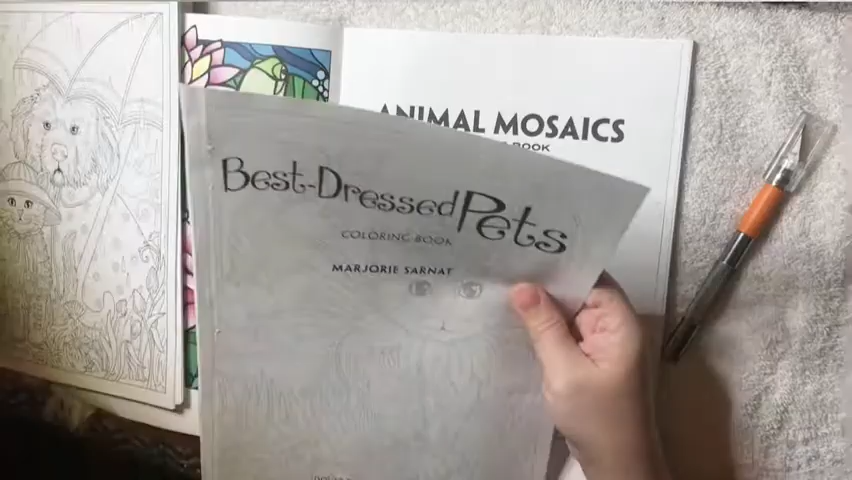 ANIMAL MOSAICS
BOOK
Best-Dressed Pets
COLORING BOOK
MARJORIE SARNAT